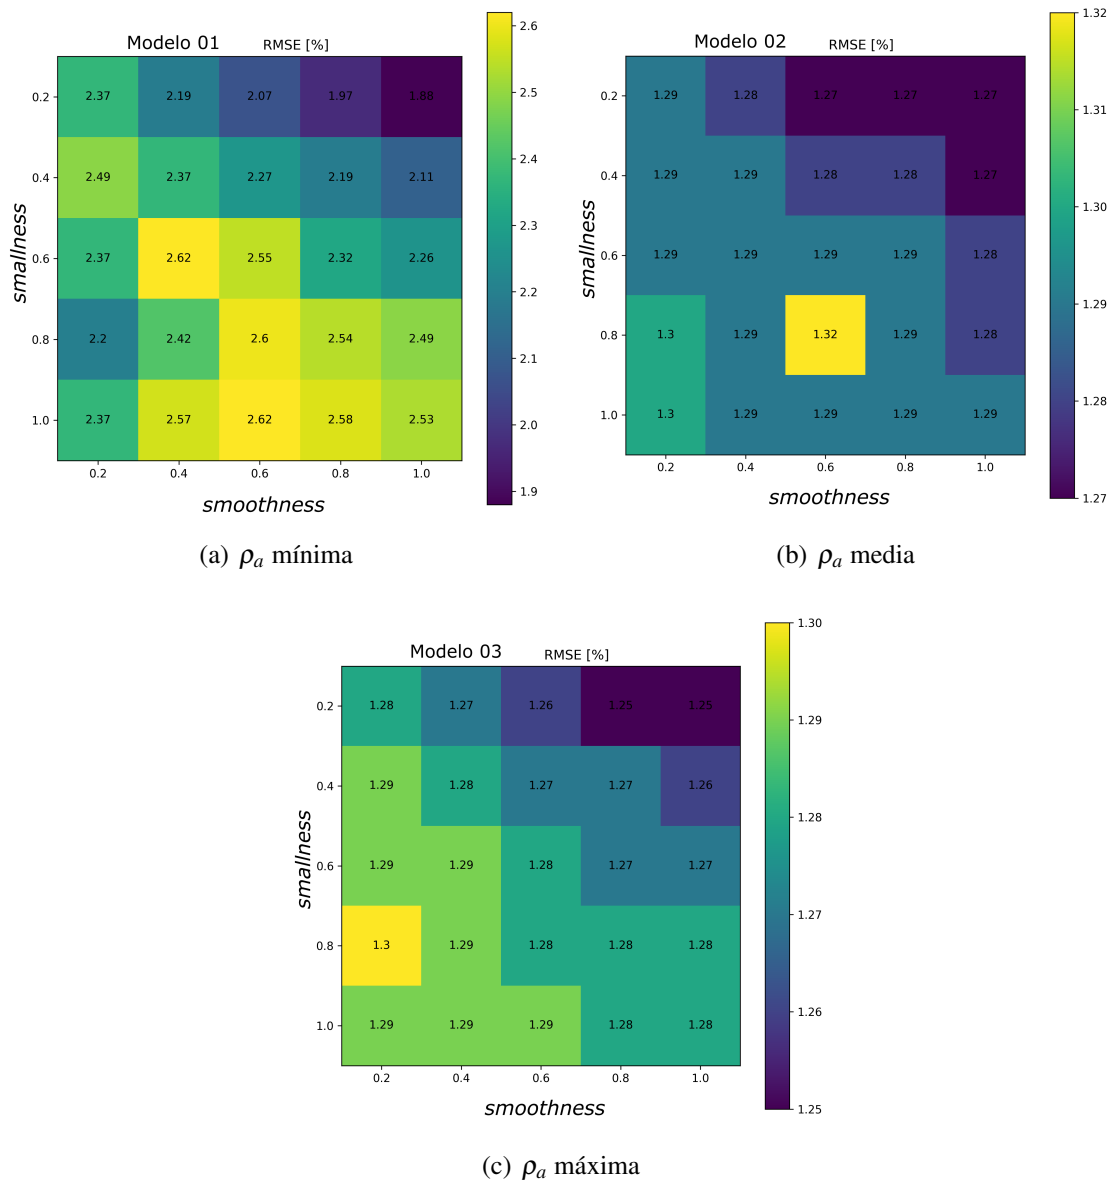 Modelo 01 RMSE [%]
2.6
2.5
2.4
2.3
2.2
2.1
2.0
1.9
smallness
0.2 2.37 2.19 2.07 1.97 1.88
0.4 2.49 2.37 2.27 2.19 2.11
0.6 2.37 2.62 2.55 2.32 2.26
0.8 2.2 2.42 2.6 2.54 2.49
1.0 2.37 2.57 2.62 2.58 2.53
0.2 0.4 0.6 0.8 1.0
smoothness
(a) ρₐ mínima
Modelo 02 RMSE [%]
1.32
1.31
1.30
1.29
1.28
1.27
smallness
0.2 1.29 1.28 1.27 1.27 1.27
0.4 1.29 1.29 1.28 1.28 1.27
0.6 1.29 1.29 1.29 1.29 1.28
0.8 1.3 1.29 1.32 1.29 1.28
1.0 1.3 1.29 1.29 1.29 1.29
0.2 0.4 0.6 0.8 1.0
smoothness
(b) ρₐ media
Modelo 03 RMSE [%]
1.30
1.29
1.28
1.27
1.26
1.25
smallness
0.2 1.28 1.27 1.26 1.25 1.25
0.4 1.29 1.28 1.27 1.27 1.26
0.6 1.29 1.29 1.28 1.27 1.27
0.8 1.3 1.29 1.28 1.28 1.28
1.0 1.29 1.29 1.29 1.28 1.28
0.2 0.4 0.6 0.8 1.0
smoothness
(c) ρₐ máxima